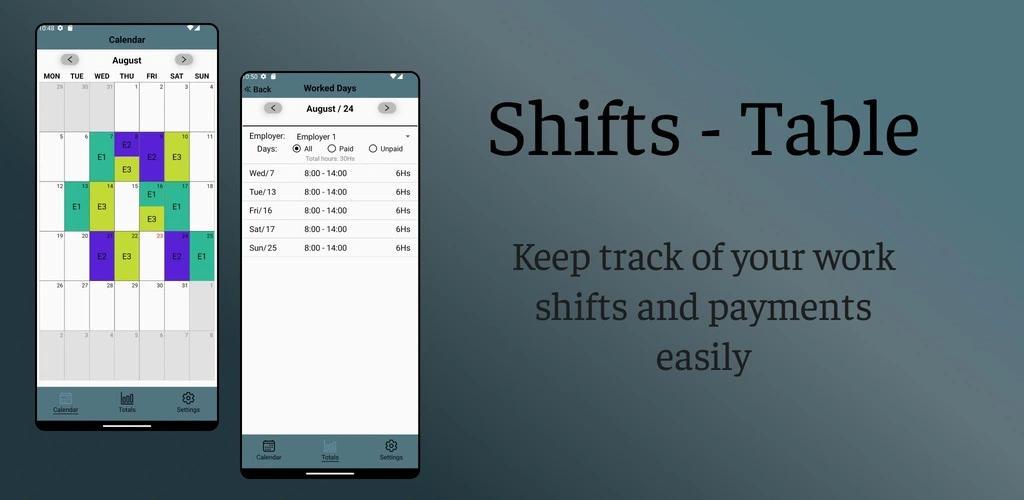 10:48
Calendar
August
MON TUE WED THU FRI SAT SUN
29 30 31 1 2 3 4
5 6 7 8 9 10 11
E1 E2 E3 E2 E3
12 13 14 15 16 17 18
E1 E3 E1 E3 E1
19 20 21 22 23 24 25
E2 E3 E2 E1
26 27 28 29 30 31 1
2 3 4 5 6 7 8
Calendar Totals Settings
10:50
Back Worked Days
August / 24
Employer: Employer 1
Days: All Paid Unpaid
Total hours: 30Hs
Wed/7 8:00 - 14:00 6Hs
Tue/13 8:00 - 14:00 6Hs
Fri/16 8:00 - 14:00 6Hs
Sat/17 8:00 - 14:00 6Hs
Sun/25 8:00 - 14:00 6Hs
Calendar Totals Settings
Shifts - Table
Keep track of your work
shifts and payments
easily